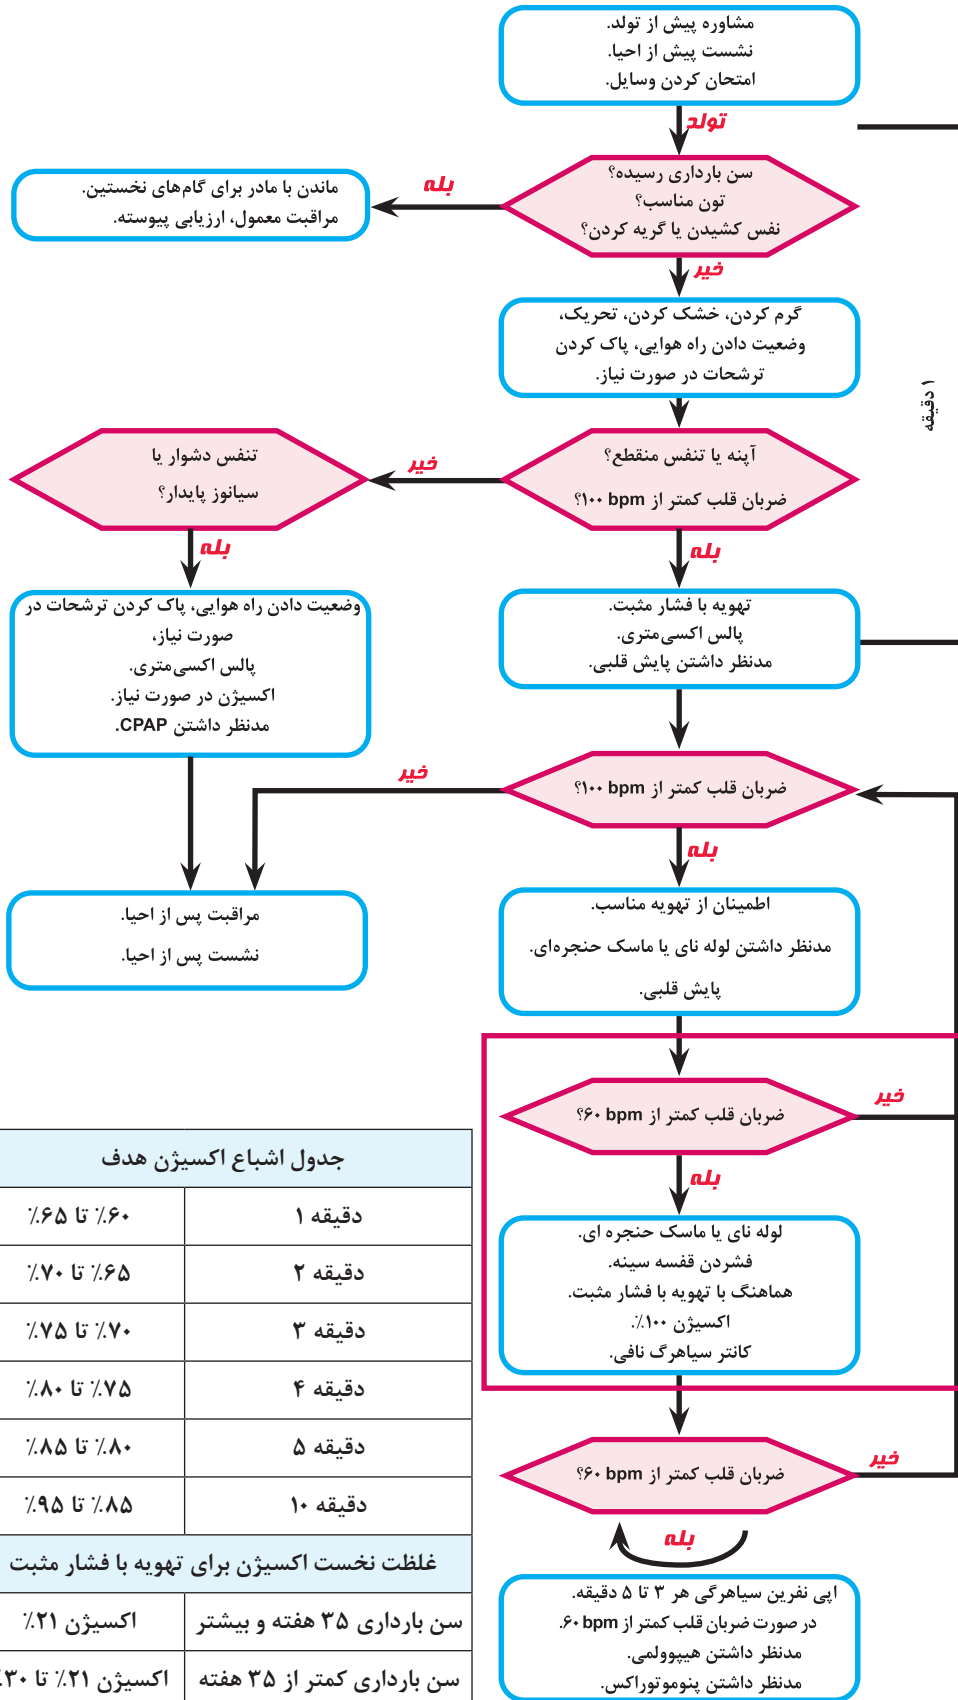 مشاوره پیش از تولد.
نشست پیش از احیا.
امتحان کردن وسایل.
تولد
سن بارداری رسیده؟
تون مناسب؟
نفس کشیدن یا گریه کردن؟
بله
ماندن با مادر برای گام‌های نخستین.
مراقبت معمول، ارزیابی پیوسته.
خیر
گرم کردن، خشک کردن، تحریک،
وضعیت دادن راه هوایی، پاک کردن
ترشحات در صورت نیاز.
۱ دقیقه
آپنه یا تنفس منقطع؟
ضربان قلب کمتر از ۱۰۰ bpm؟
خیر
تنفس دشوار یا
سیانوز پایدار؟
بله
بله
تهویه با فشار مثبت.
پالس اکسی‌متری.
مدنظر داشتن پایش قلبی.
وضعیت دادن راه هوایی، پاک کردن ترشحات در
صورت نیاز،
پالس اکسی‌متری.
اکسیژن در صورت نیاز.
مدنظر داشتن CPAP.
ضربان قلب کمتر از ۱۰۰ bpm؟
خیر
بله
مراقبت پس از احیا.
نشست پس از احیا.
اطمینان از تهویه مناسب.
مدنظر داشتن لوله نای یا ماسک حنجره‌ای.
پایش قلبی.
ضربان قلب کمتر از ۶۰ bpm؟
خیر
بله
لوله نای یا ماسک حنجره ای.
فشردن قفسه سینه.
هماهنگ با تهویه با فشار مثبت.
اکسیژن ۱۰۰٪.
کانتر سیاهرگ نافی.
ضربان قلب کمتر از ۶۰ bpm؟
خیر
بله
اپی نفرین سیاهرگی هر ۳ تا ۵ دقیقه.
در صورت ضربان قلب کمتر از ۶۰ bpm.
مدنظر داشتن هیپوولمی.
مدنظر داشتن پنوموتوراکس.
جدول اشباع اکسیژن هدف
دقیقه ۱ ۶۰٪ تا ۶۵٪
دقیقه ۲ ۶۵٪ تا ۷۰٪
دقیقه ۳ ۷۰٪ تا ۷۵٪
دقیقه ۴ ۷۵٪ تا ۸۰٪
دقیقه ۵ ۸۰٪ تا ۸۵٪
دقیقه ۱۰ ۸۵٪ تا ۹۵٪
غلظت نخست اکسیژن برای تهویه با فشار مثبت
سن بارداری ۳۵ هفته و بیشتر اکسیژن ۲۱٪
سن بارداری کمتر از ۳۵ هفته اکسیژن ۲۱٪ تا ۳۰٪